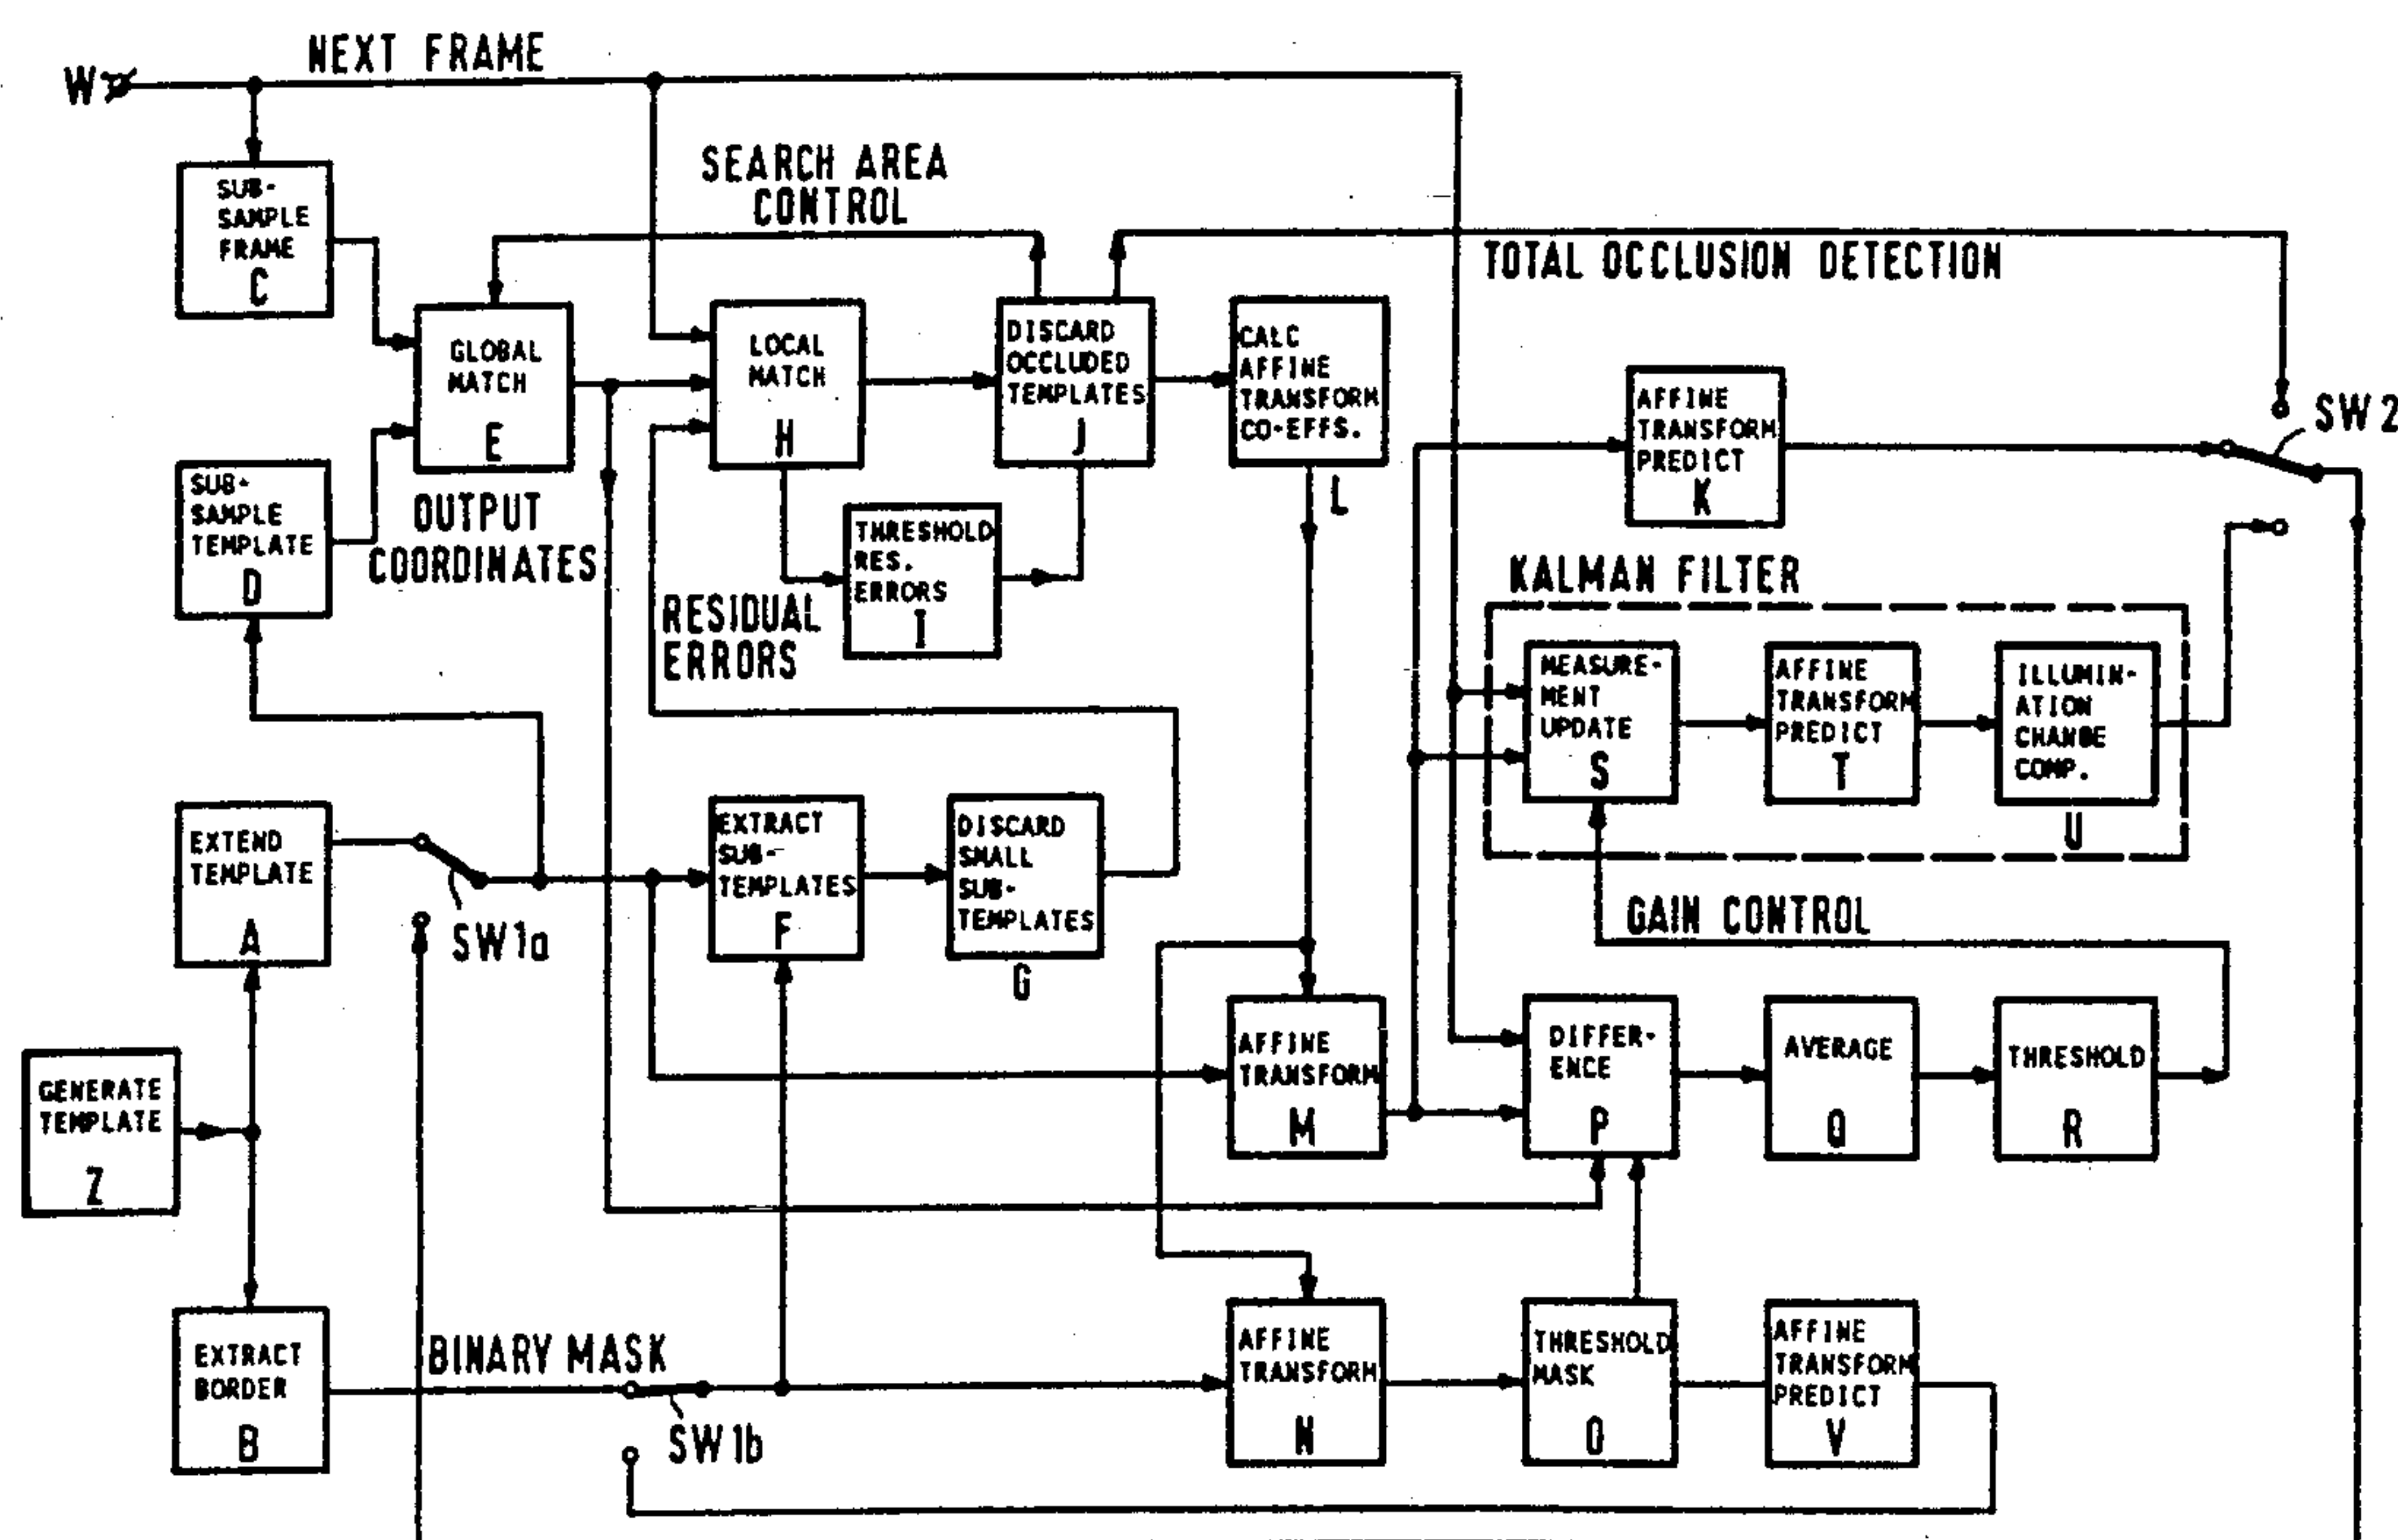 W
NEXT FRAME
SEARCH AREA
CONTROL
SUB-
SAMPLE
FRAME
C
TOTAL OCCLUSION DETECTION
GLOBAL
MATCH
E
LOCAL
MATCH
H
DISCARD
OCCLUDED
TEMPLATES
J
CALC
AFFINE
TRANSFORM
CO-EFFS.
L
AFFINE
TRANSFORM
PREDICT
K
SW2
SUB-
SAMPLE
TEMPLATE
D
OUTPUT
COORDINATES
THRESHOLD
RES.
ERRORS
I
RESIDUAL
ERRORS
KALMAN FILTER
MEASURE-
MENT
UPDATE
S
AFFINE
TRANSFORM
PREDICT
T
ILLUMIN-
ATION
CHANGE
COMP.
U
EXTEND
TEMPLATE
A
SW1a
EXTRACT
SUB-
TEMPLATES
F
DISCARD
SMALL
SUB-
TEMPLATES
G
GAIN CONTROL
GENERATE
TEMPLATE
Z
AFFINE
TRANSFORM
M
DIFFER-
ENCE
P
AVERAGE
Q
THRESHOLD
R
EXTRACT
BORDER
B
BINARY MASK
SW1b
AFFINE
TRANSFORM
N
THRESHOLD
MASK
O
AFFINE
TRANSFORM
PREDICT
V